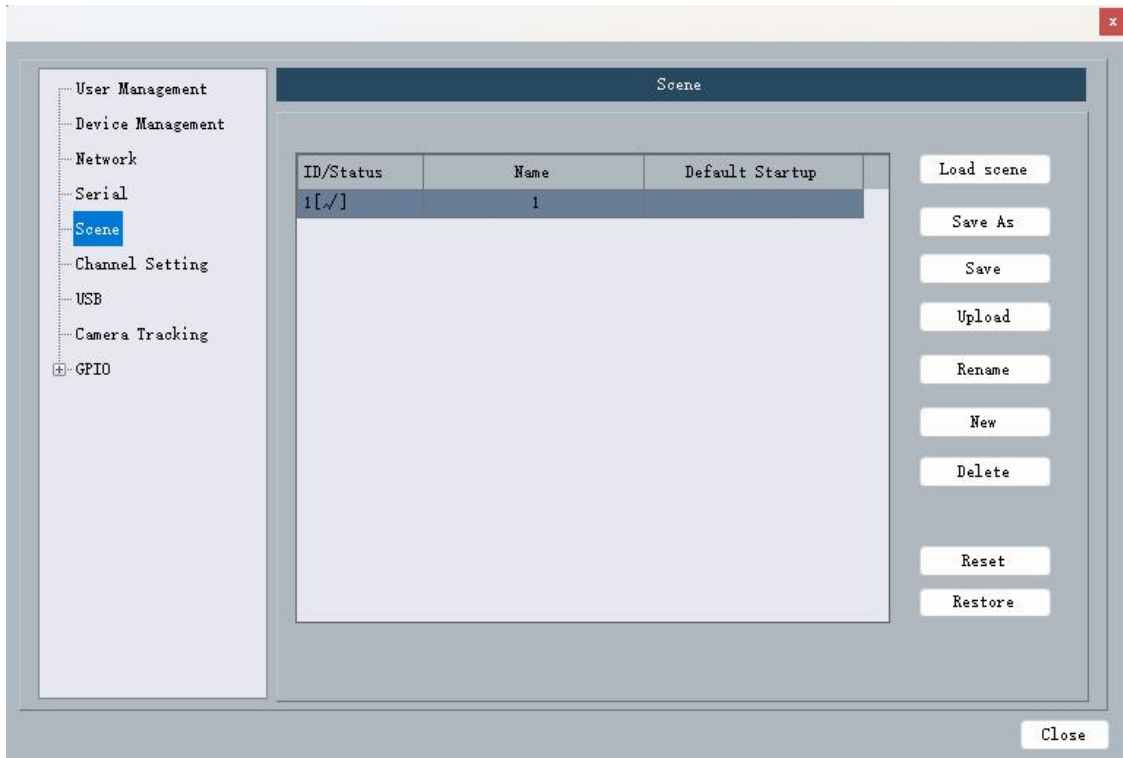 x
Scene
User Management
Device Management
Network
Serial
Scene
Channel Setting
USB
Camera Tracking
GPIO
ID/Status Name Default Startup
1[√] 1
Load scene
Save As
Save
Upload
Rename
New
Delete
Reset
Restore
Close